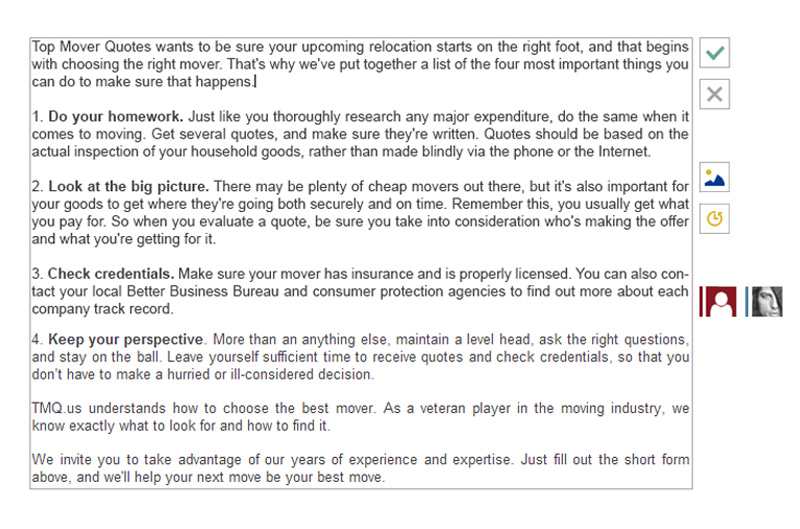 Top Mover Quotes wants to be sure your upcoming relocation starts on the right foot, and that begins
with choosing the right mover. That's why we've put together a list of the four most important things you
can do to make sure that happens.
1. Do your homework. Just like you thoroughly research any major expenditure, do the same when it
comes to moving. Get several quotes, and make sure they're written. Quotes should be based on the
actual inspection of your household goods, rather than made blindly via the phone or the Internet.
2. Look at the big picture. There may be plenty of cheap movers out there, but it's also important for
your goods to get where they're going both securely and on time. Remember this, you usually get what
you pay for. So when you evaluate a quote, be sure you take into consideration who's making the offer
and what you're getting for it.
3. Check credentials. Make sure your mover has insurance and is properly licensed. You can also con-
tact your local Better Business Bureau and consumer protection agencies to find out more about each
company track record.
4. Keep your perspective. More than an anything else, maintain a level head, ask the right questions,
and stay on the ball. Leave yourself sufficient time to receive quotes and check credentials, so that you
don't have to make a hurried or ill-considered decision.
TMQ.us understands how to choose the best mover. As a veteran player in the moving industry, we
know exactly what to look for and how to find it.
We invite you to take advantage of our years of experience and expertise. Just fill out the short form
above, and we'll help your next move be your best move.